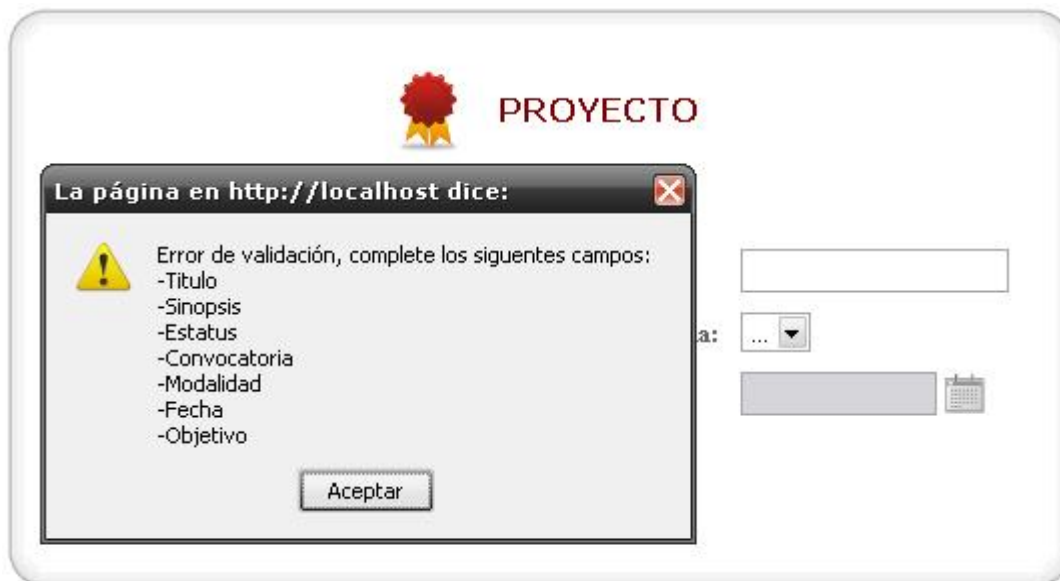 PROYECTO
La página en http://localhost dice:
Error de validación, complete los siguentes campos:
-Titulo
-Sinopsis
-Estatus
-Convocatoria
-Modalidad
-Fecha
-Objetivo
a:
...
Aceptar